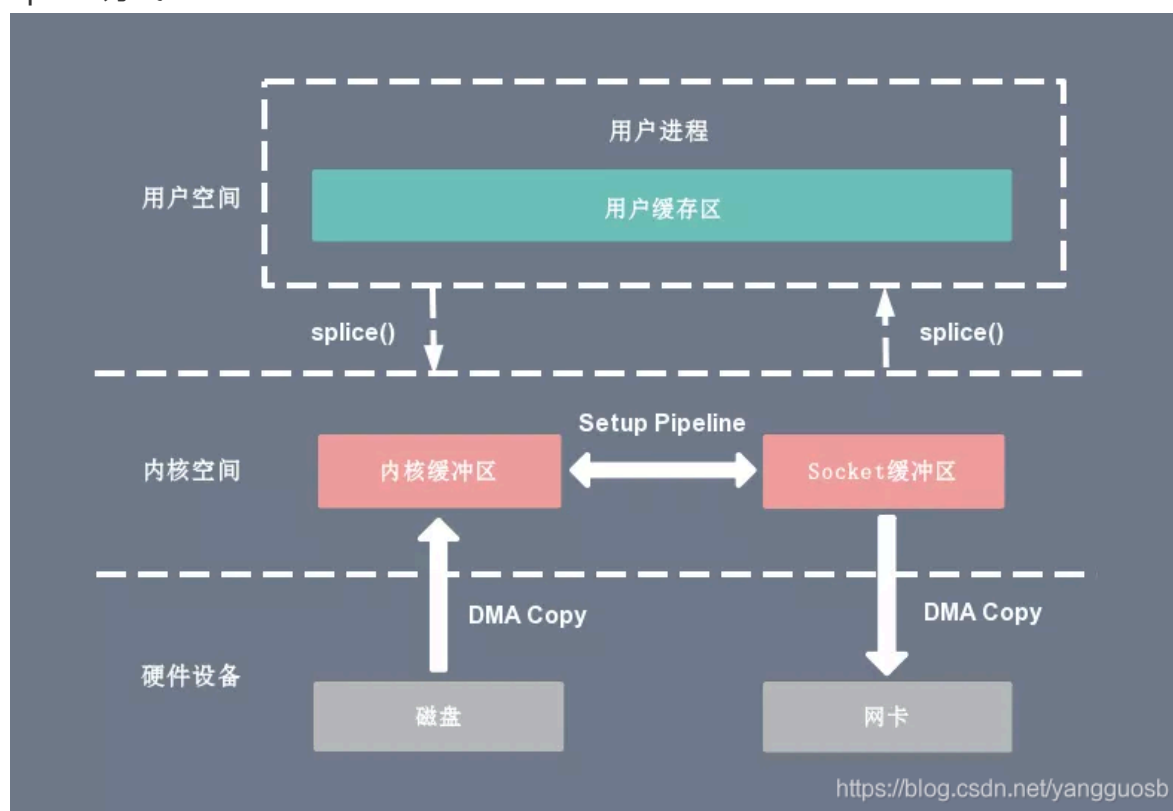 用户进程
用户空间
用户缓存区
splice()
splice()
Setup Pipeline
内核空间
内核缓冲区
Socket缓冲区
DMA Copy
DMA Copy
硬件设备
磁盘
网卡
https://blog.csdn.net/yangguosb